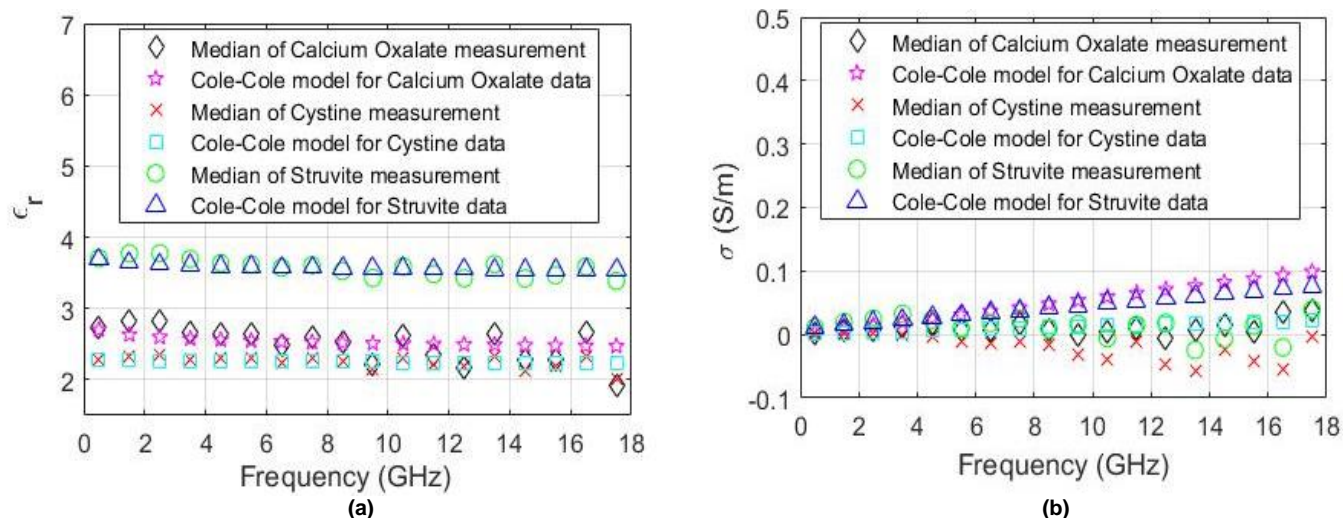 7
6
5
4
3
2
ϵr
Median of Calcium Oxalate measurement
Cole-Cole model for Calcium Oxalate data
Median of Cystine measurement
Cole-Cole model for Cystine data
Median of Struvite measurement
Cole-Cole model for Struvite data
0 2 4 6 8 10 12 14 16 18
Frequency (GHz)
(a)
0.5
0.4
0.3
0.2
0.1
0
-0.1
σ (S/m)
Median of Calcium Oxalate measurement
Cole-Cole model for Calcium Oxalate data
Median of Cystine measurement
Cole-Cole model for Cystine data
Median of Struvite measurement
Cole-Cole model for Struvite data
0 2 4 6 8 10 12 14 16 18
Frequency (GHz)
(b)